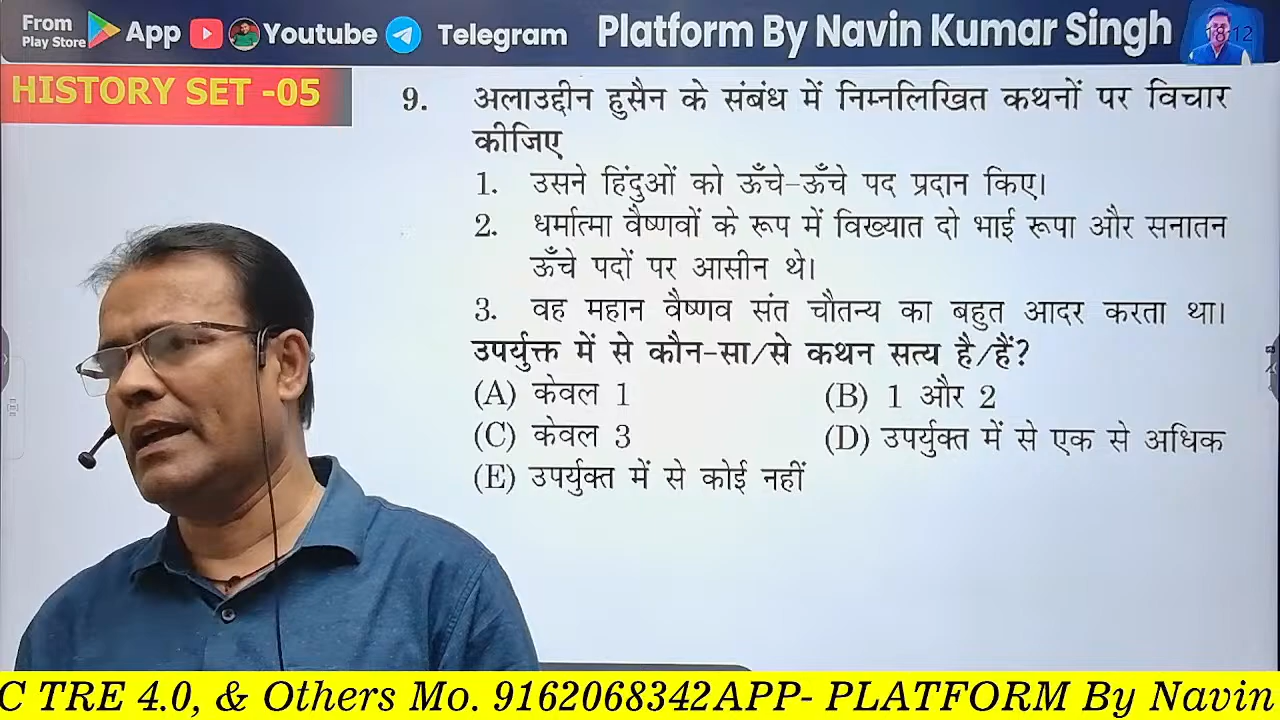 From
Play Store App Youtube Telegram Platform By Navin Kumar Singh
HISTORY SET -05
9. अलाउद्दीन हुसैन के संबंध में निम्नलिखित कथनों पर विचार
कीजिए
1. उसने हिंदुओं को ऊँचे-ऊँचे पद प्रदान किए।
2. धर्मात्मा वैष्णवों के रूप में विख्यात दो भाई रूपा और सनातन
ऊँचे पदों पर आसीन थे।
3. वह महान वैष्णव संत चौतन्य का बहुत आदर करता था।
उपर्युक्त में से कौन-सा/से कथन सत्य है/हैं?
(A) केवल 1 (B) 1 और 2
(C) केवल 3 (D) उपर्युक्त में से एक से अधिक
(E) उपर्युक्त में से कोई नहीं
C TRE 4.0, & Others Mo. 9162068342APP- PLATFORM By Navin